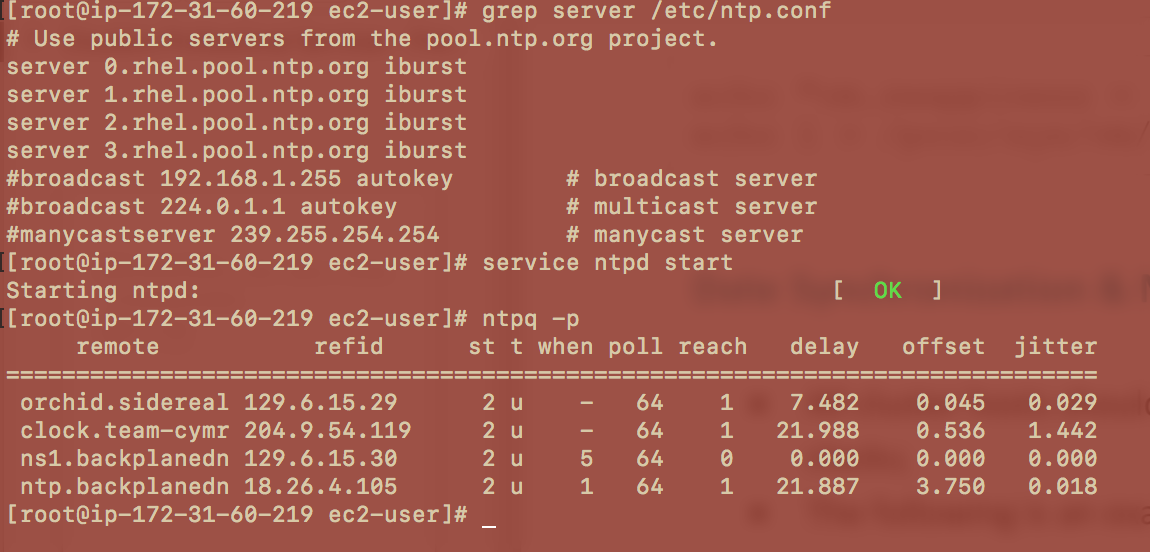 [root@ip-172-31-60-219 ec2-user]# grep server /etc/ntp.conf
# Use public servers from the pool.ntp.org project.
server 0.rhel.pool.ntp.org iburst
server 1.rhel.pool.ntp.org iburst
server 2.rhel.pool.ntp.org iburst
server 3.rhel.pool.ntp.org iburst
#broadcast 192.168.1.255 autokey        # broadcast server
#broadcast 224.0.1.1 autokey            # multicast server
#manycastserver 239.255.254.254         # manycast server
[root@ip-172-31-60-219 ec2-user]# service ntpd start
Starting ntpd:                                             [  OK  ]
[root@ip-172-31-60-219 ec2-user]# ntpq -p
     remote           refid      st t when poll reach   delay   offset  jitter
==============================================================================
 orchid.sidereal 129.6.15.29      2 u    -   64    1    7.482    0.045   0.029
 clock.team-cymr 204.9.54.119     2 u    -   64    1   21.988    0.536   1.442
 ns1.backplanedn 129.6.15.30      2 u    5   64    0    0.000    0.000   0.000
 ntp.backplanedn 18.26.4.105      2 u    1   64    1   21.887    3.750   0.018
[root@ip-172-31-60-219 ec2-user]#